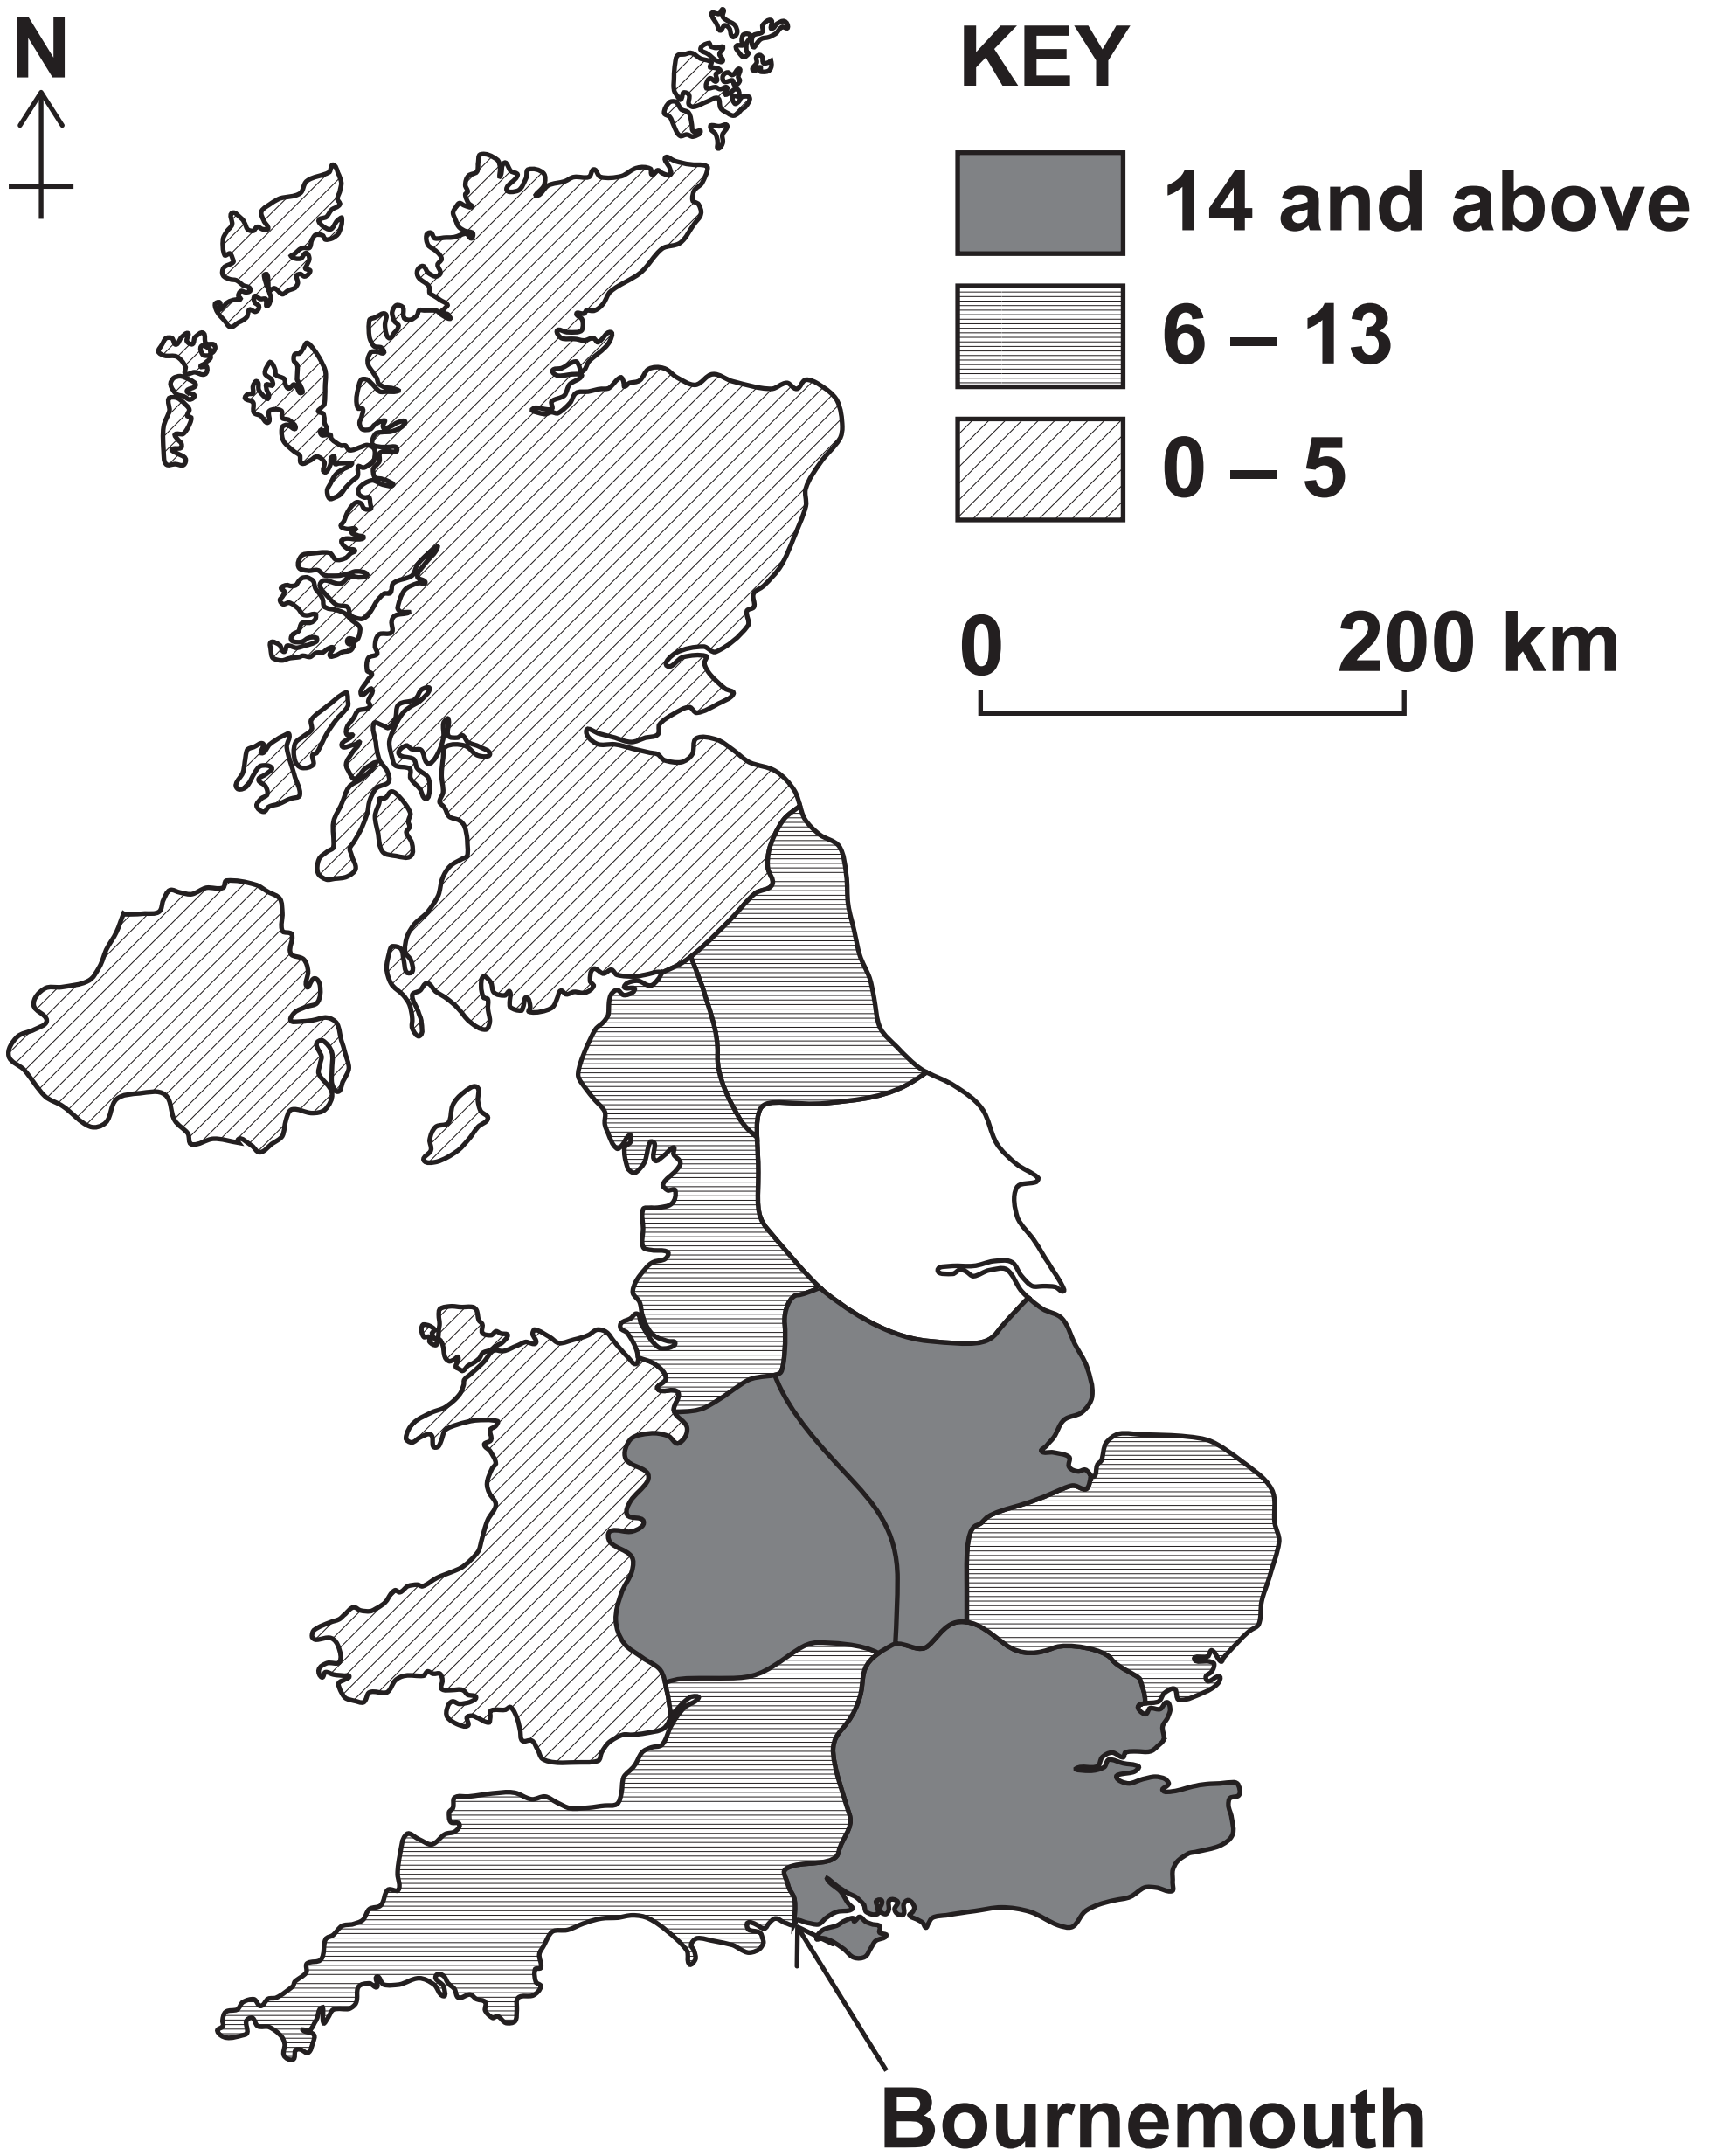 N
KEY
14 and above
6 – 13
0 – 5
0 200 km
Bournemouth